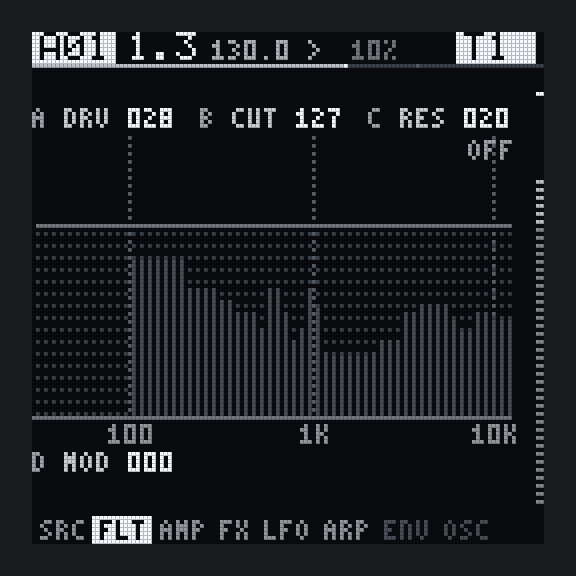 A01 1.3 130.0 > 10% T1
A DRV 028 B CUT 127 C RES 020
OFF
100 1K 10K
D MOD 000
SRC FLT AMP FX LFO ARP ENV OSC